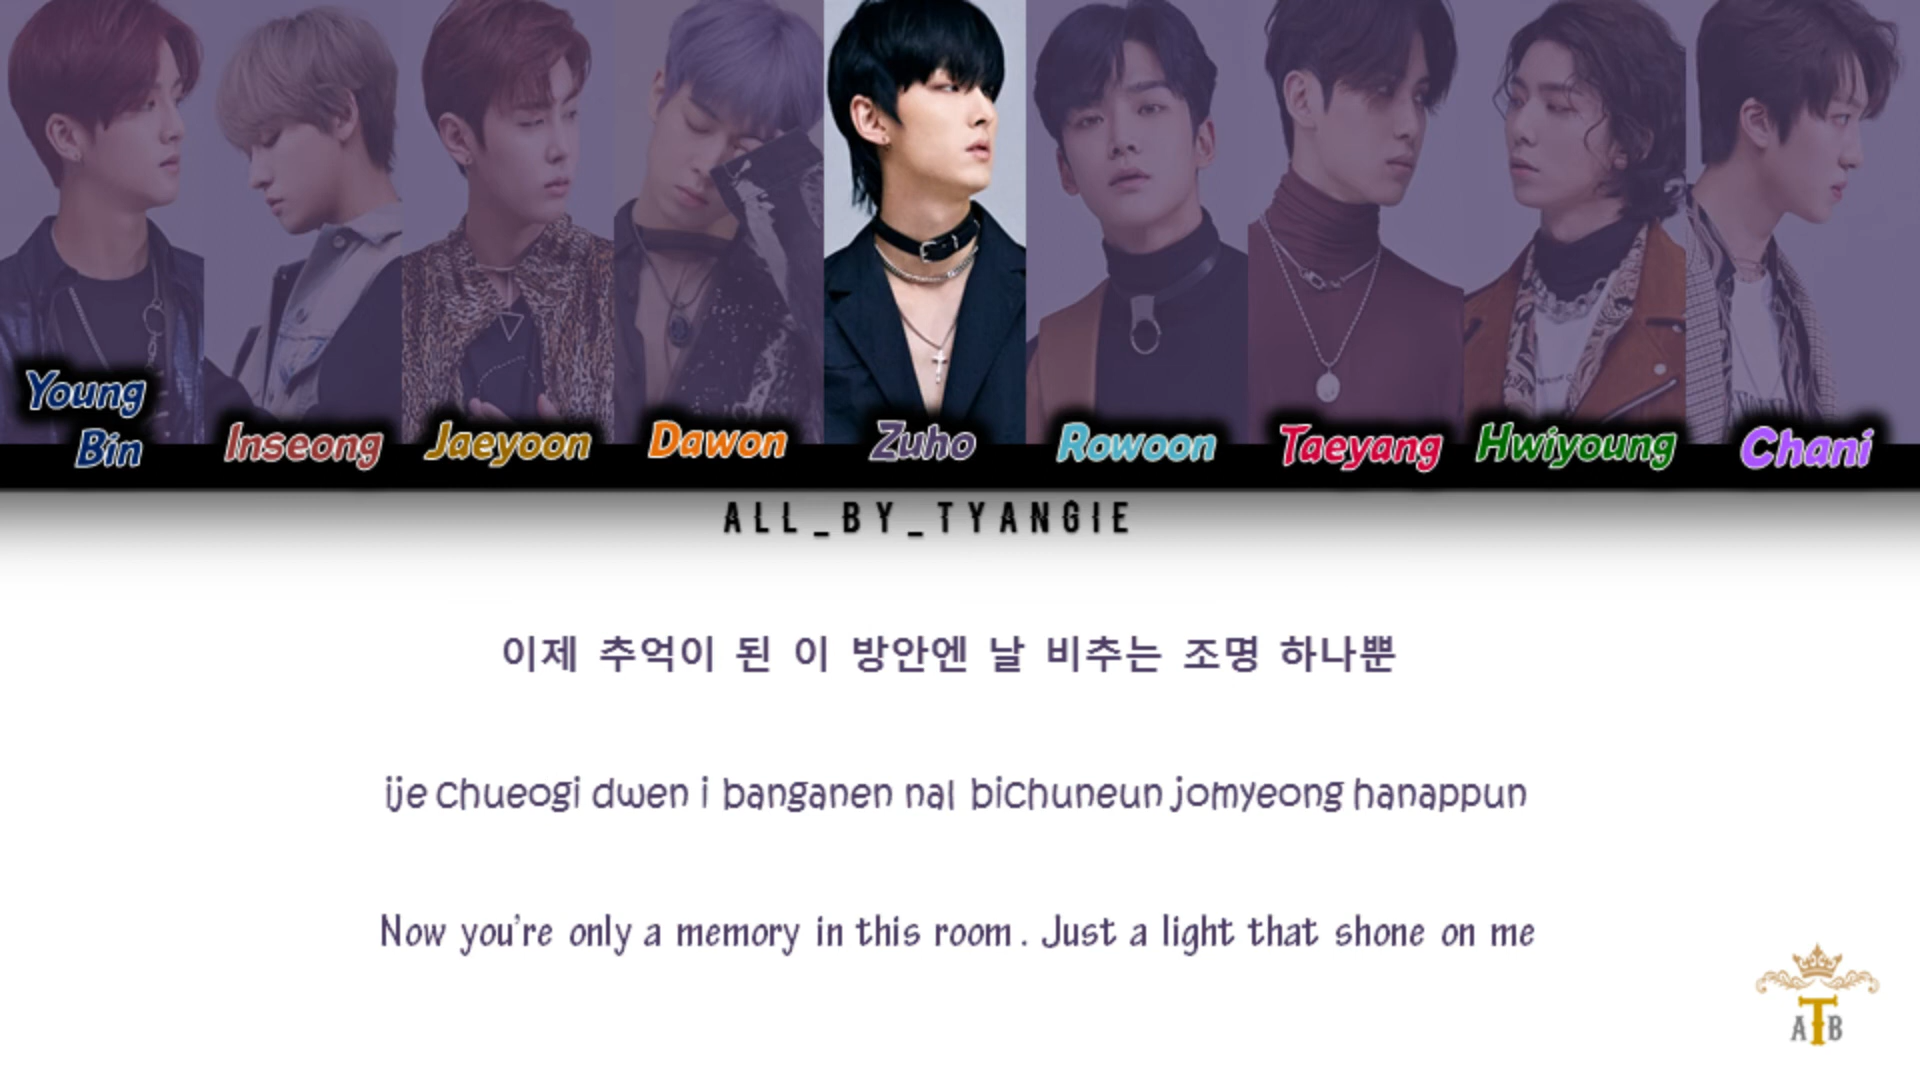 Young
Bin
Inseong
Jaeyoon
Dawon
Zuho
Rowoon
Taeyang
Hwiyoung
Chani
ALL_BY_TYANGIE
이제 추억이 된 이 방안엔 날 비추는 조명 하나뿐
ije chueogi dwen i banganen nal bichuneun jomyeong hanappun
Now you're only a memory in this room. Just a light that shone on me
ATB